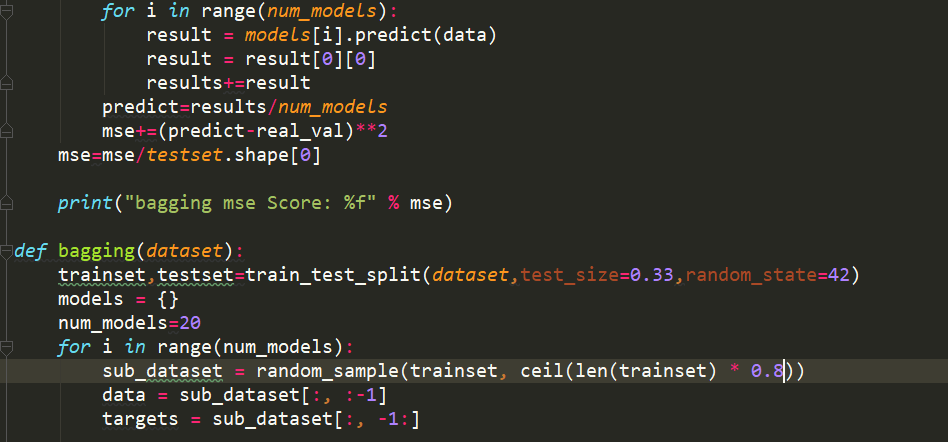 for i in range(num_models):
result = models[i].predict(data)
result = result[0][0]
results+=result
predict=results/num_models
mse+=(predict-real_val)**2
mse=mse/testset.shape[0]
print("bagging mse Score: %f" % mse)
def bagging(dataset):
trainset,testset=train_test_split(dataset,test_size=0.33,random_state=42)
models = {}
num_models=20
for i in range(num_models):
sub_dataset = random_sample(trainset, ceil(len(trainset) * 0.8))
data = sub_dataset[:, :-1]
targets = sub_dataset[:, -1:]